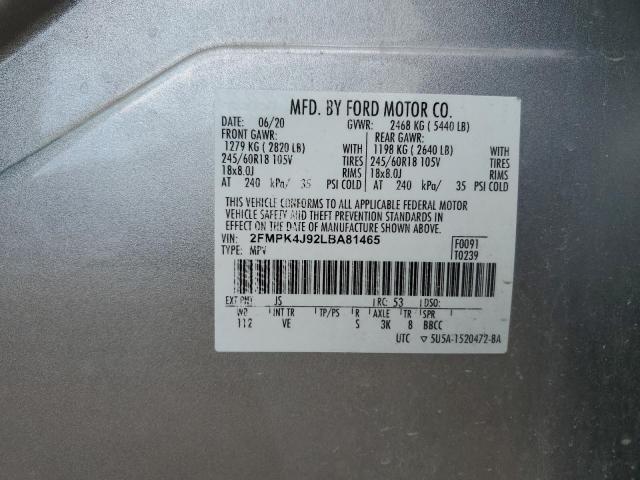 MFD. BY FORD MOTOR CO.
DATE: 06/20 GVWR: 2468 KG ( 5440 LB)
FRONT GAWR: REAR GAWR:
1279 KG ( 2820 LB) WITH 1198 KG ( 2640 LB) WITH
245/60R18 105V TIRES 245/60R18 105V TIRES
18x8.0J RIMS 18x8.0J RIMS
AT 240 kPa/ 35 PSI COLD AT 240 kPa/ 35 PSI COLD
THIS VEHICLE CONFORMS TO ALL APPLICABLE FEDERAL MOTOR
VEHICLE SAFETY AND THEFT PREVENTION STANDARDS IN
EFFECT ON THE DATE OF MANUFACTURE SHOWN ABOVE.
VIN: 2FMPK4J92LBA81465 F0091
TYPE: MPV T0239
EXT PNT: JS RC: 53 DSO:
WB INT TR TP/PS R AXLE TR SPR
112 VE S 3K 8 BBCC
UTC ▽ 5U5A-1520472-BA